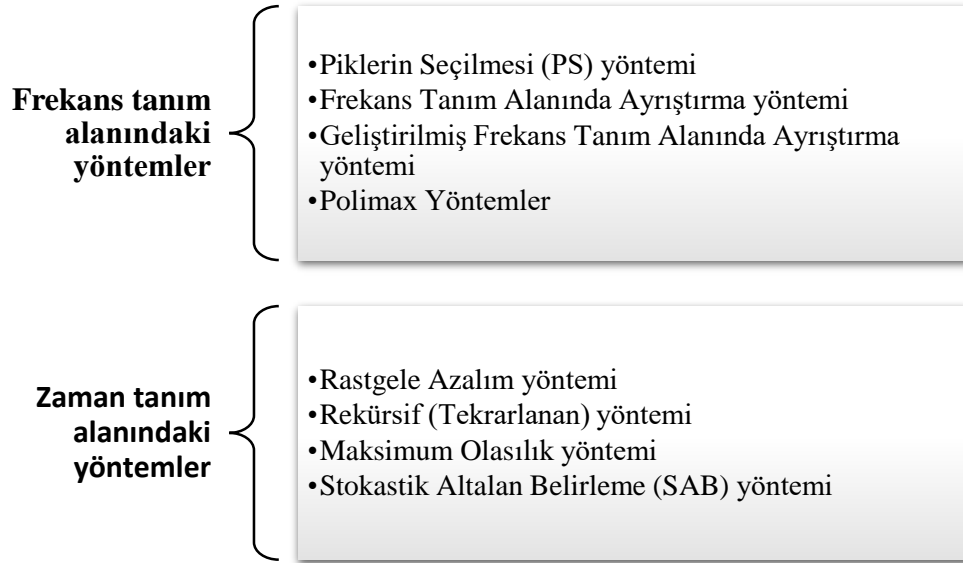 Frekans tanım
alanındaki
yöntemler
•Piklerin Seçilmesi (PS) yöntemi
•Frekans Tanım Alanında Ayrıştırma yöntemi
•Geliştirilmiş Frekans Tanım Alanında Ayrıştırma
yöntemi
•Polimax Yöntemler
Zaman tanım
alanındaki
yöntemler
•Rastgele Azalım yöntemi
•Rekürsif (Tekrarlanan) yöntemi
•Maksimum Olasılık yöntemi
•Stokastik Altalan Belirleme (SAB) yöntemi